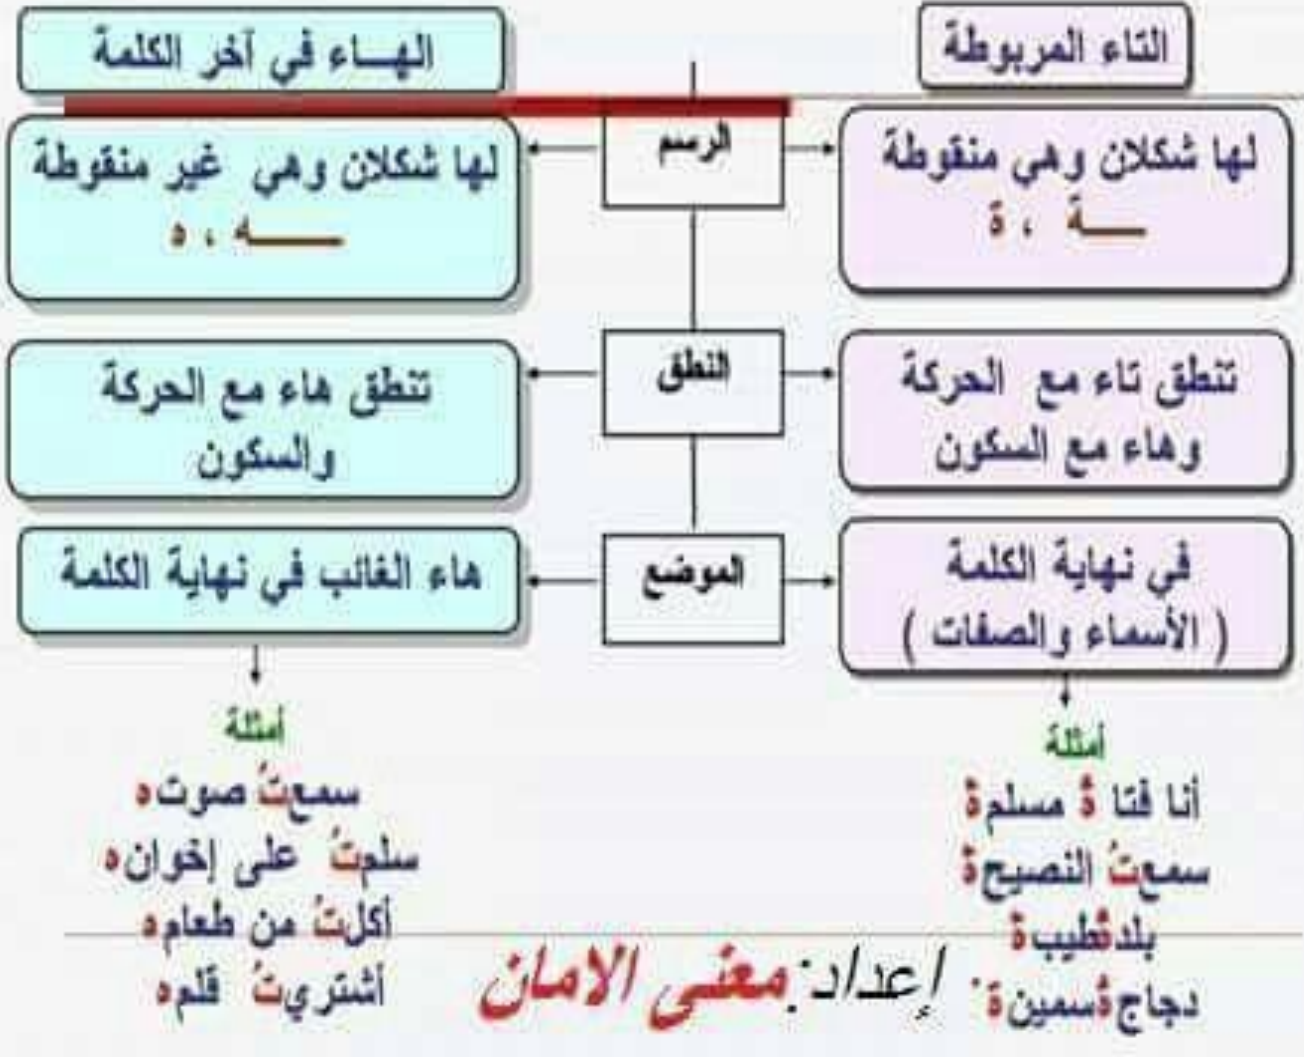 التاء المربوطة
الهـــاء في آخر الكلمة
الرسم
لها شكلان وهي منقوطة
ـــة ، ة
لها شكلان وهي غير منقوطة
ـــــه ، ه
النطق
تنطق تاء مع الحركة
وهاء مع السكون
تنطق هاء مع الحركة
والسكون
الموضع
في نهاية الكلمة
( الأسماء والصفات )
هاء الغائب في نهاية الكلمة
أمثلة
أنا فتا ةُ مسلمةُ
سمعتُ النصيحةُ
بلدةُطيبةُ
دجاجةُسمينةُ
أمثلة
سمعتُ صوته
سلمتُ على إخوانه
أكلتُ من طعامه
أشتريتُ قلمه
إعداد: معنى الامان